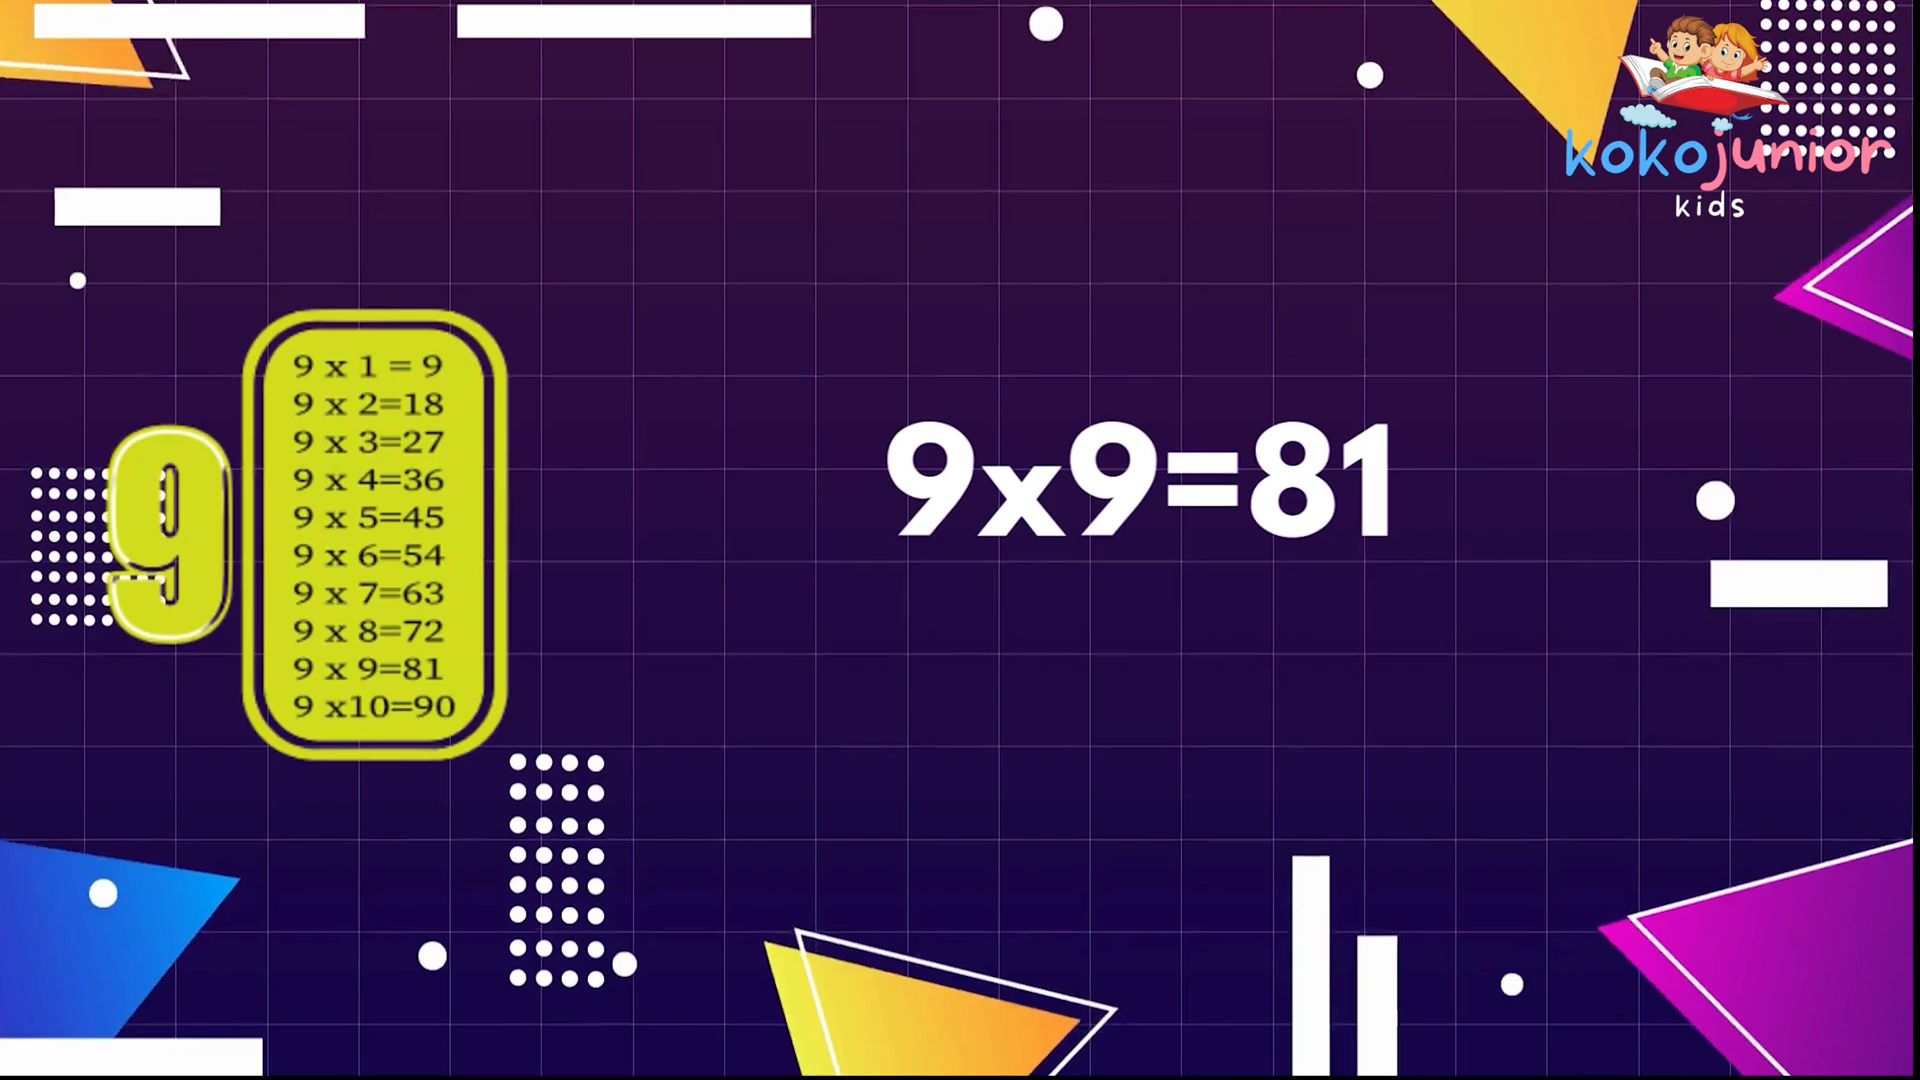 kokojunior
kids
9
9 x 1 = 9
9 x 2=18
9 x 3=27
9 x 4=36
9 x 5=45
9 x 6=54
9 x 7=63
9 x 8=72
9 x 9=81
9 x10=90
9x9=81